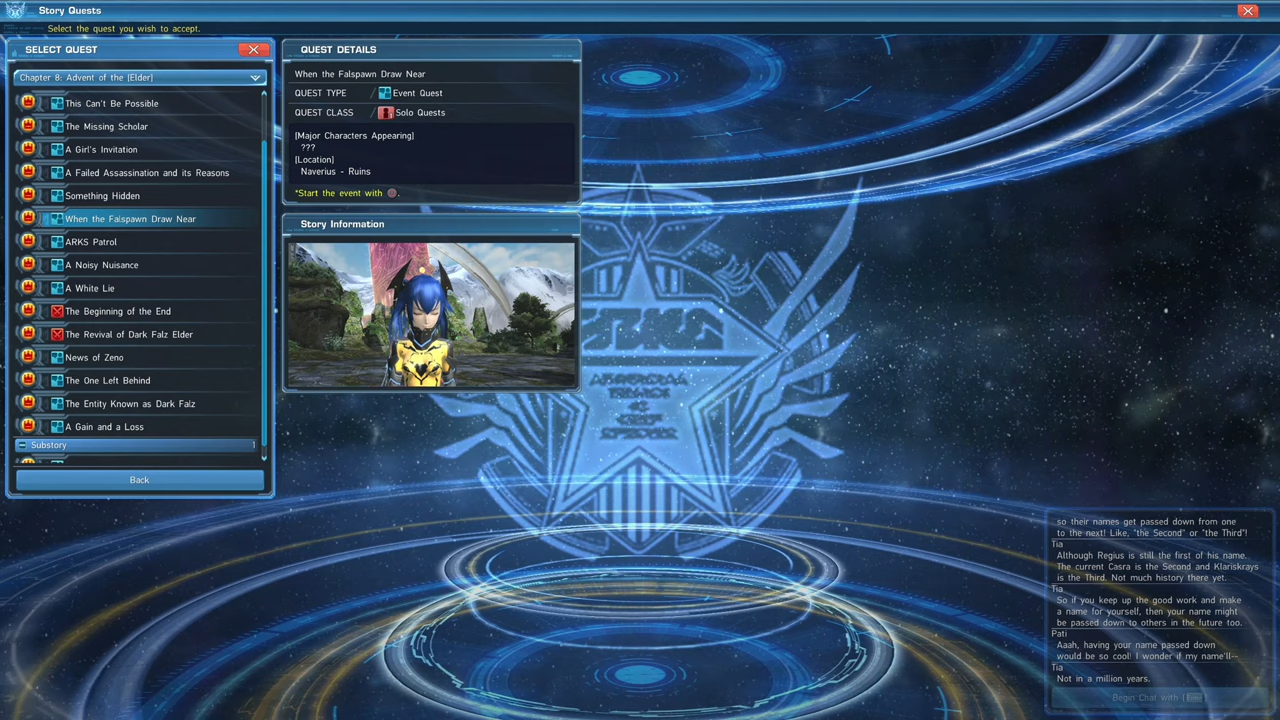 Story Quests
Select the quest you wish to accept.
SELECT QUEST
Chapter 8: Advent of the [Elder]
This Can't Be Possible
The Missing Scholar
A Girl's Invitation
A Failed Assassination and its Reasons
Something Hidden
When the Falspawn Draw Near
ARKS Patrol
A Noisy Nuisance
A White Lie
The Beginning of the End
The Revival of Dark Falz Elder
News of Zeno
The One Left Behind
The Entity Known as Dark Falz
A Gain and a Loss
Substory 1
Back
QUEST DETAILS
When the Falspawn Draw Near
QUEST TYPE / Event Quest
QUEST CLASS / Solo Quests
[Major Characters Appearing]
???
[Location]
Naverius - Ruins
*Start the event with .
Story Information
so their names get passed down from one
to the next! Like, "the Second" or "the Third"!
Tia
Although Regius is still the first of his name.
The current Casra is the Second and Klariskrays
is the Third. Not much history there yet.
Tia
So if you keep up the good work and make
a name for yourself, then your name might
be passed down to others in the future too.
Pati
Aaah, having your name passed down
would be so cool! I wonder if my name'll--
Tia
Not in a million years.
Begin Chat with [ ]